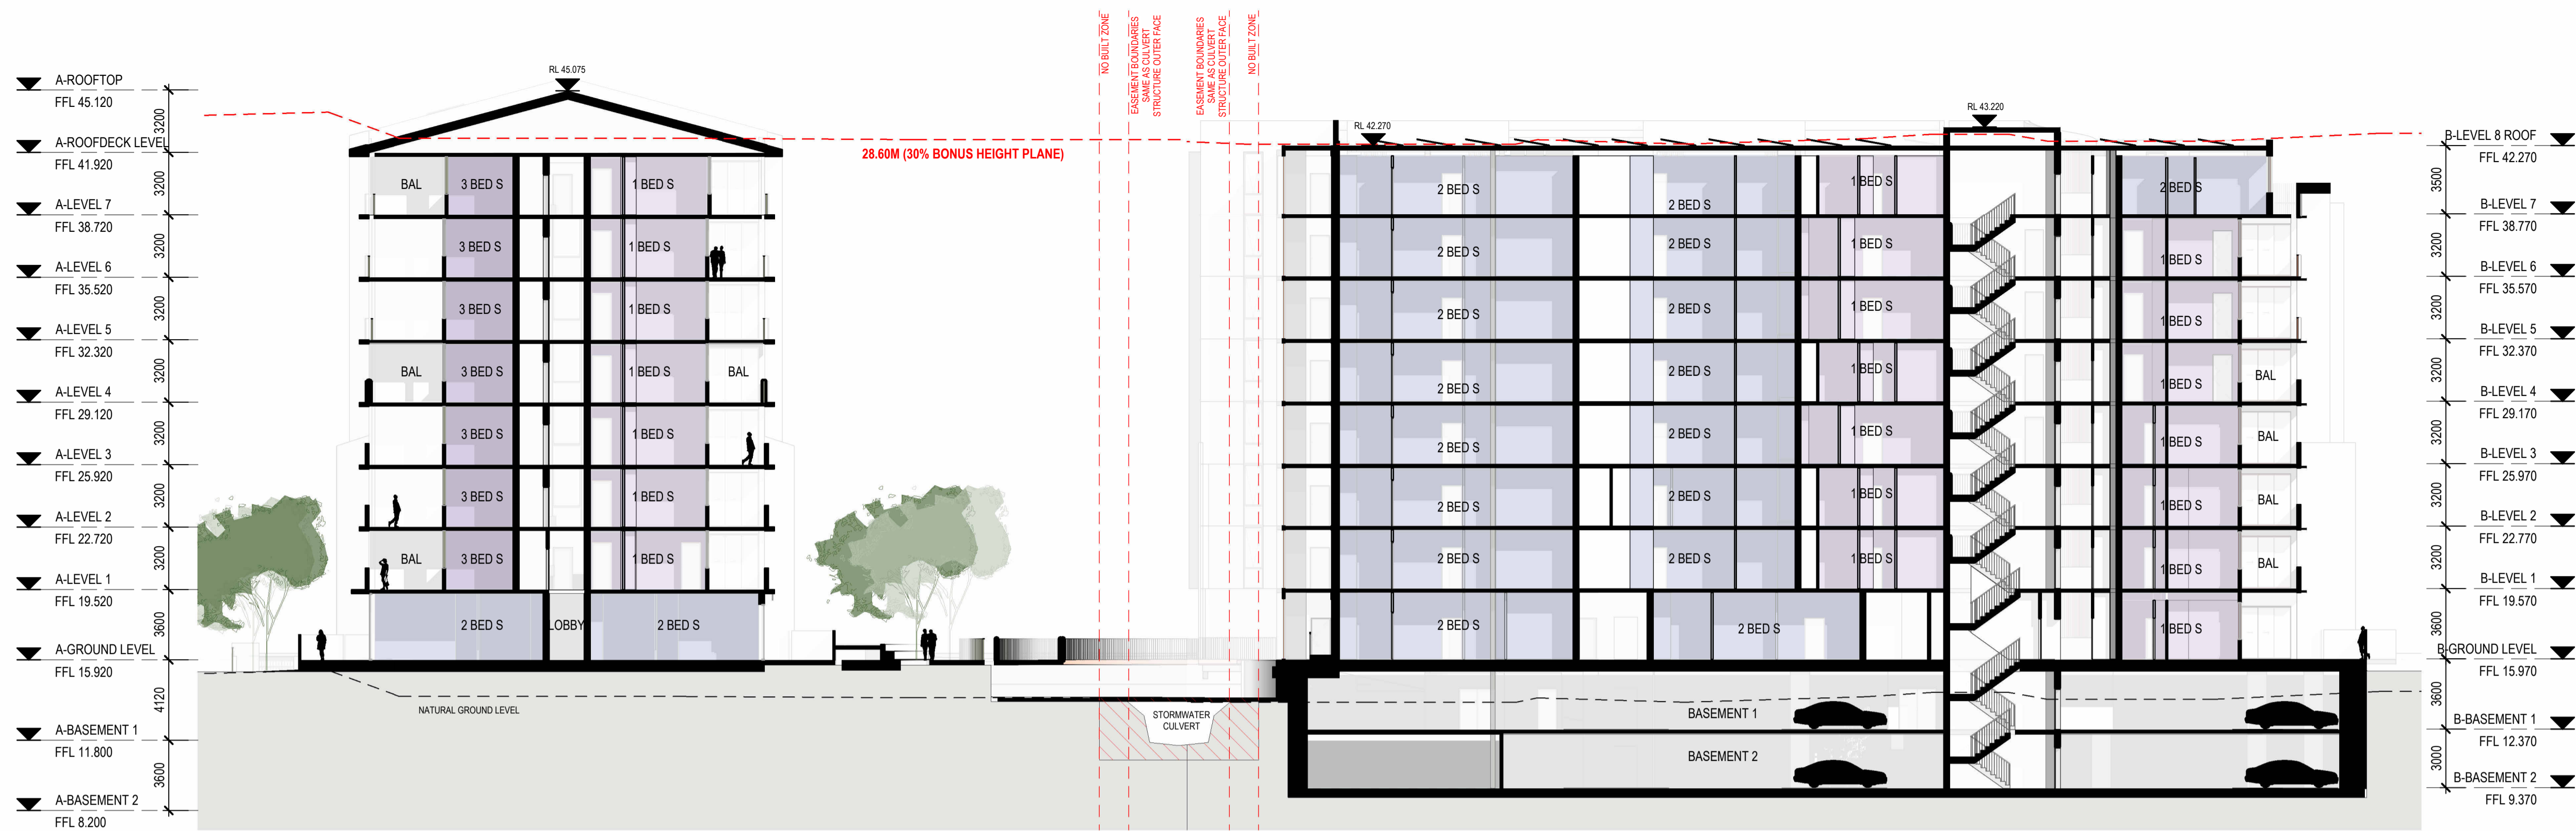 A-ROOFTOP
FFL 45.120
3200
A-ROOFDECK LEVEL
FFL 41.920
3200
A-LEVEL 7
FFL 38.720
3200
A-LEVEL 6
FFL 35.520
3200
A-LEVEL 5
FFL 32.320
3200
A-LEVEL 4
FFL 29.120
3200
A-LEVEL 3
FFL 25.920
3200
A-LEVEL 2
FFL 22.720
3200
A-LEVEL 1
FFL 19.520
3600
A-GROUND LEVEL
FFL 15.920
4120
A-BASEMENT 1
FFL 11.800
3600
A-BASEMENT 2
FFL 8.200
RL 45.075
BAL
3 BED S
1 BED S
3 BED S
1 BED S
3 BED S
1 BED S
BAL
3 BED S
1 BED S
BAL
3 BED S
1 BED S
3 BED S
1 BED S
BAL
3 BED S
1 BED S
2 BED S
LOBBY
2 BED S
NATURAL GROUND LEVEL
28.60M (30% BONUS HEIGHT PLANE)
NO BUILT ZONE
EASEMENT BOUNDARIES
SAME AS CULVERT
STRUCTURE OUTER FACE
EASEMENT BOUNDARIES
SAME AS CULVERT
STRUCTURE OUTER FACE
NO BUILT ZONE
STORMWATER
CULVERT
RL 42.270
RL 43.220
2 BED S
2 BED S
1 BED S
2 BED S
2 BED S
2 BED S
1 BED S
1 BED S
2 BED S
2 BED S
1 BED S
1 BED S
2 BED S
2 BED S
1 BED S
1 BED S
BAL
2 BED S
2 BED S
1 BED S
1 BED S
BAL
2 BED S
2 BED S
1 BED S
1 BED S
BAL
2 BED S
2 BED S
1 BED S
1 BED S
BAL
2 BED S
2 BED S
1 BED S
BASEMENT 1
BASEMENT 2
B-LEVEL 8 ROOF
FFL 42.270
3500
B-LEVEL 7
FFL 38.770
3200
B-LEVEL 6
FFL 35.570
3200
B-LEVEL 5
FFL 32.370
3200
B-LEVEL 4
FFL 29.170
3200
B-LEVEL 3
FFL 25.970
3200
B-LEVEL 2
FFL 22.770
3200
B-LEVEL 1
FFL 19.570
3600
B-GROUND LEVEL
FFL 15.970
3600
B-BASEMENT 1
FFL 12.370
3000
B-BASEMENT 2
FFL 9.370